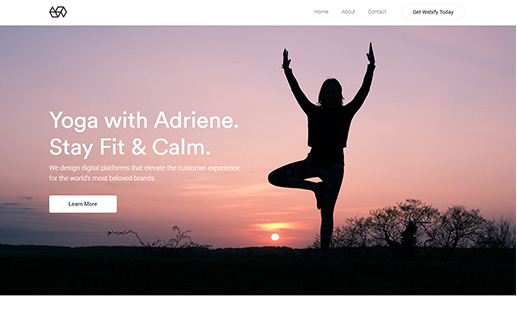 Home About Contact Get Webify Today
Yoga with Adriene.
Stay Fit & Calm.
We design digital platforms that elevate the customer experience
for the world's most beloved brands.
Learn More